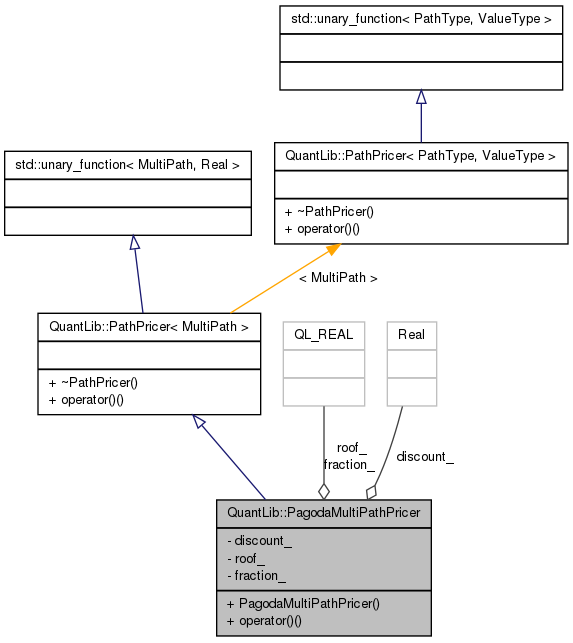 std::unary_function< PathType, ValueType >
QuantLib::PathPricer< PathType, ValueType >
+ ~PathPricer()
+ operator()()
std::unary_function< MultiPath, Real >
< MultiPath >
QuantLib::PathPricer< MultiPath >
+ ~PathPricer()
+ operator()()
QL_REAL
Real
roof_
fraction_
discount_
QuantLib::PagodaMultiPathPricer
- discount_
- roof_
- fraction_
+ PagodaMultiPathPricer()
+ operator()()